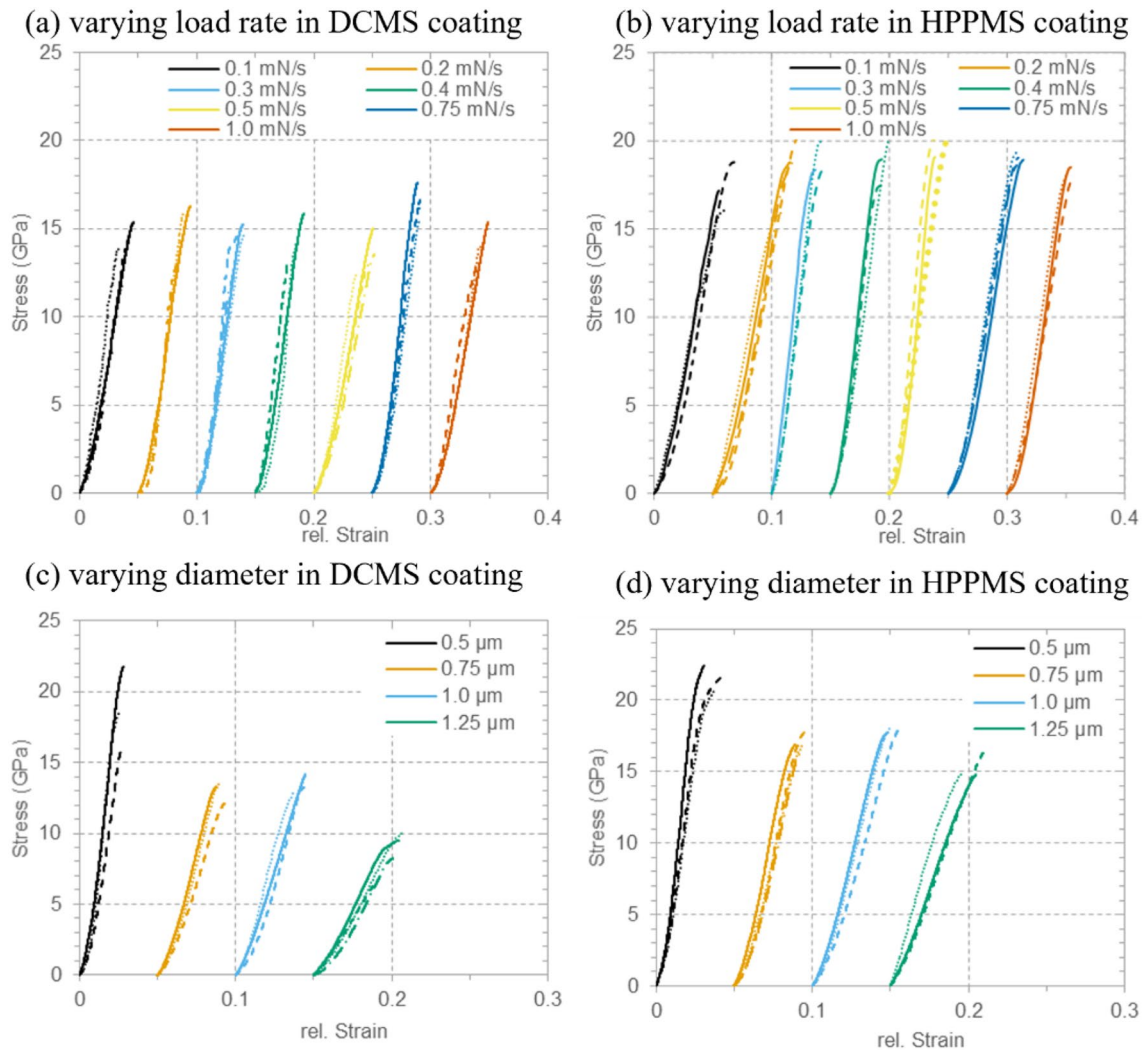 (a) varying load rate in DCMS coating
25
20
15
10
5
0
Stress (GPa)
0.1 mN/s
0.2 mN/s
0.3 mN/s
0.4 mN/s
0.5 mN/s
0.75 mN/s
1.0 mN/s
0 0.1 0.2 0.3 0.4
rel. Strain
(b) varying load rate in HPPMS coating
25
20
15
10
5
0
Stress (GPa)
0.1 mN/s
0.2 mN/s
0.3 mN/s
0.4 mN/s
0.5 mN/s
0.75 mN/s
1.0 mN/s
0 0.1 0.2 0.3 0.4
rel. Strain
(c) varying diameter in DCMS coating
25
20
15
10
5
0
Stress (GPa)
0.5 µm
0.75 µm
1.0 µm
1.25 µm
0 0.1 0.2 0.3
rel. Strain
(d) varying diameter in HPPMS coating
25
20
15
10
5
0
Stress (GPa)
0.5 µm
0.75 µm
1.0 µm
1.25 µm
0 0.1 0.2 0.3
rel. Strain